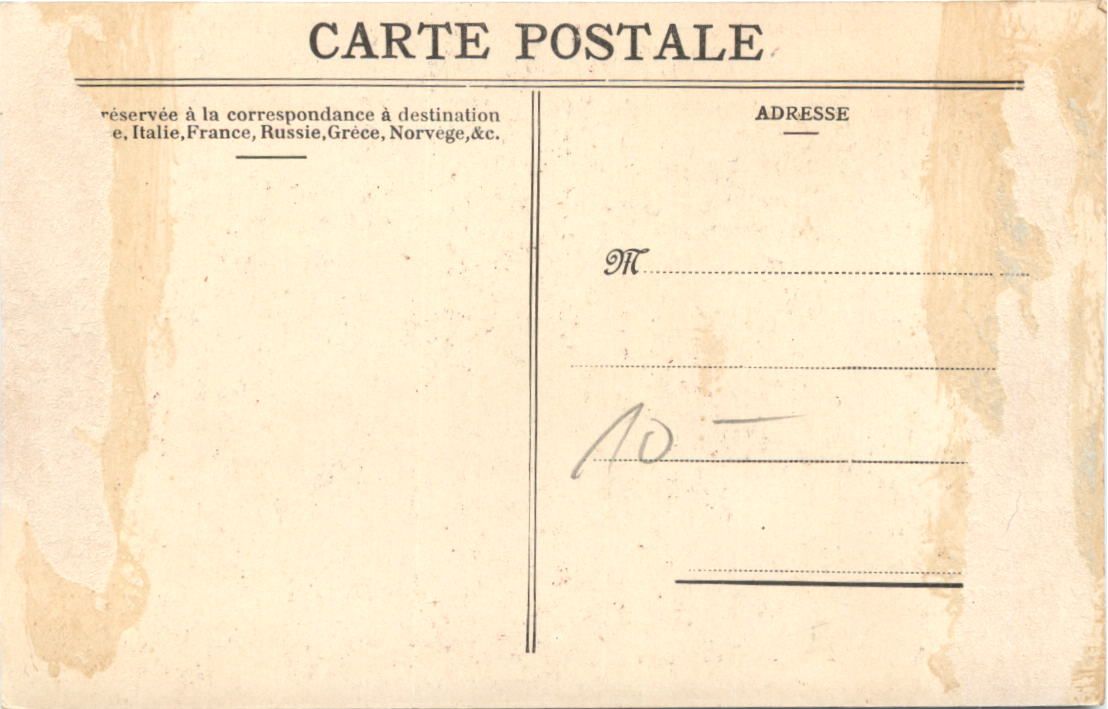 CARTE POSTALE
réservée à la correspondance à destination
e, Italie, France, Russie, Grèce, Norvège, &c.
ADRESSE
M
10 —